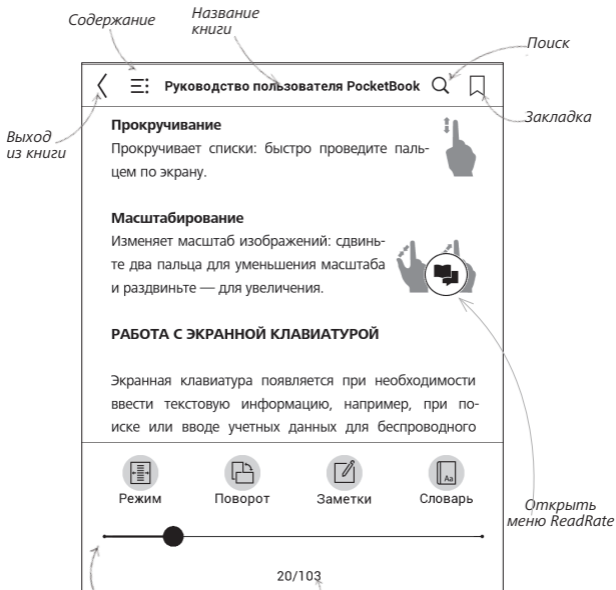 Содержание
Название
книги
Поиск
Руководство пользователя PocketBook
Закладка
Выход
из книги
Прокручивание
Прокручивает списки: быстро проведите паль-
цем по экрану.
Масштабирование
Изменяет масштаб изображений: сдвинь-
те два пальца для уменьшения масштаба
и раздвиньте — для увеличения.
РАБОТА С ЭКРАННОЙ КЛАВИАТУРОЙ
Экранная клавиатура появляется при необходимости
ввести текстовую информацию, например, при по-
иске или вводе учетных данных для беспроводного
Aa
Режим Поворот Заметки Словарь
Открыть
меню ReadRate
20/103